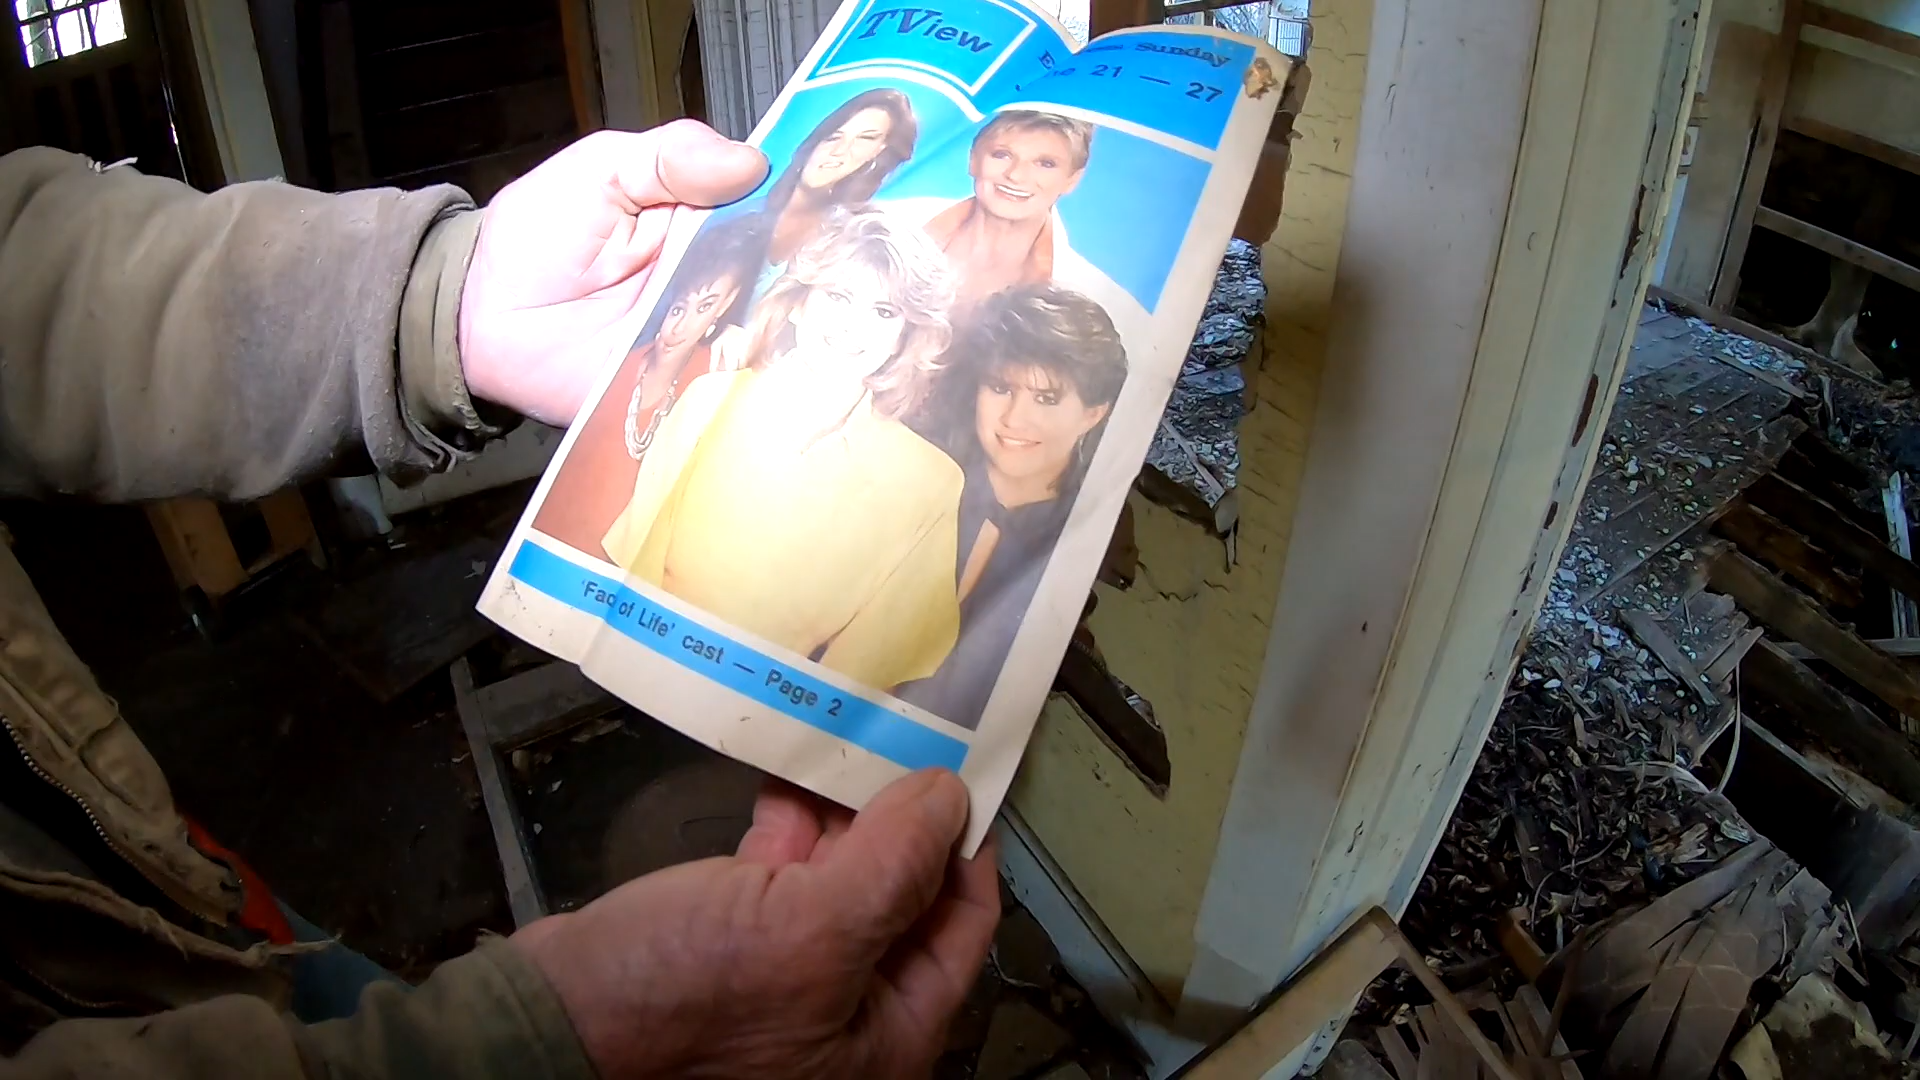 TView
Sunday
21 — 27
'Fac of Life' cast — Page 2